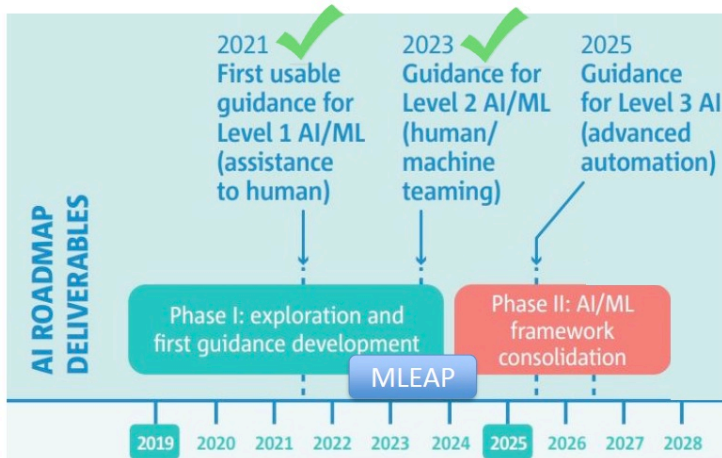 2021
First usable
guidance for
Level 1 AI/ML
(assistance
to human)
2023
Guidance for
Level 2 AI/ML
(human/
machine
teaming)
2025
Guidance
for Level 3 AI
(advanced
automation)
AI ROADMAP
DELIVERABLES
Phase I: exploration and
first guidance development
Phase II: AI/ML
framework
consolidation
MLEAP
2019 2020 2021 2022 2023 2024 2025 2026 2027 2028